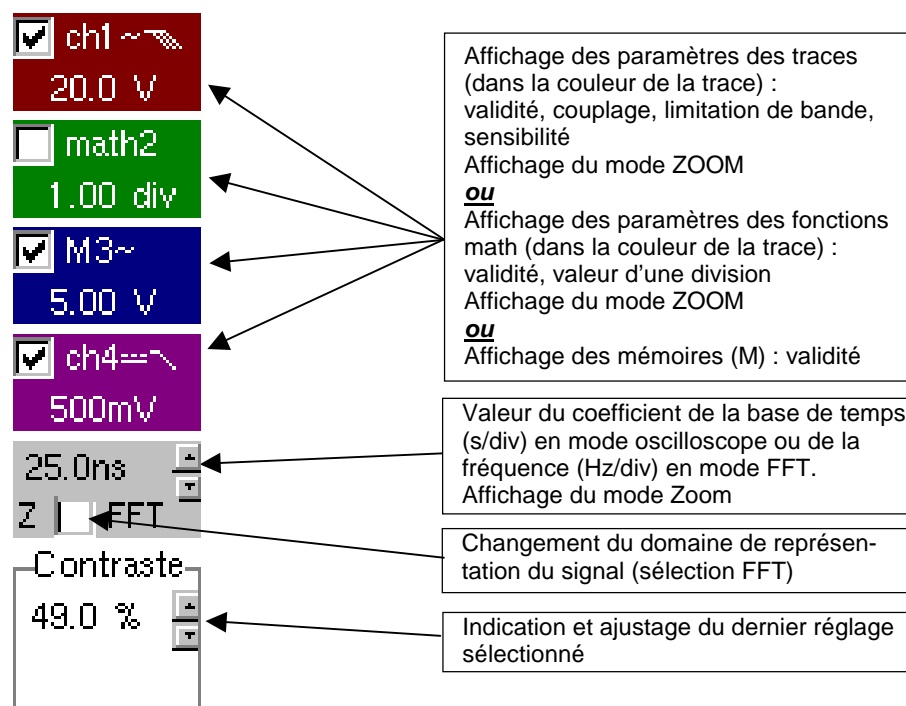 ch1 ~
20.0 V
math2
1.00 div
M3~
5.00 V
ch4
500mV
25.0ns
Z FFT
Contraste
49.0 %
Affichage des paramètres des traces
(dans la couleur de la trace) :
validité, couplage, limitation de bande,
sensibilité
Affichage du mode ZOOM
ou
Affichage des paramètres des fonctions
math (dans la couleur de la trace) :
validité, valeur d'une division
Affichage du mode ZOOM
ou
Affichage des mémoires (M) : validité
Valeur du coefficient de la base de temps
(s/div) en mode oscilloscope ou de la
fréquence (Hz/div) en mode FFT.
Affichage du mode Zoom
Changement du domaine de représen-
tation du signal (sélection FFT)
Indication et ajustage du dernier réglage
sélectionné